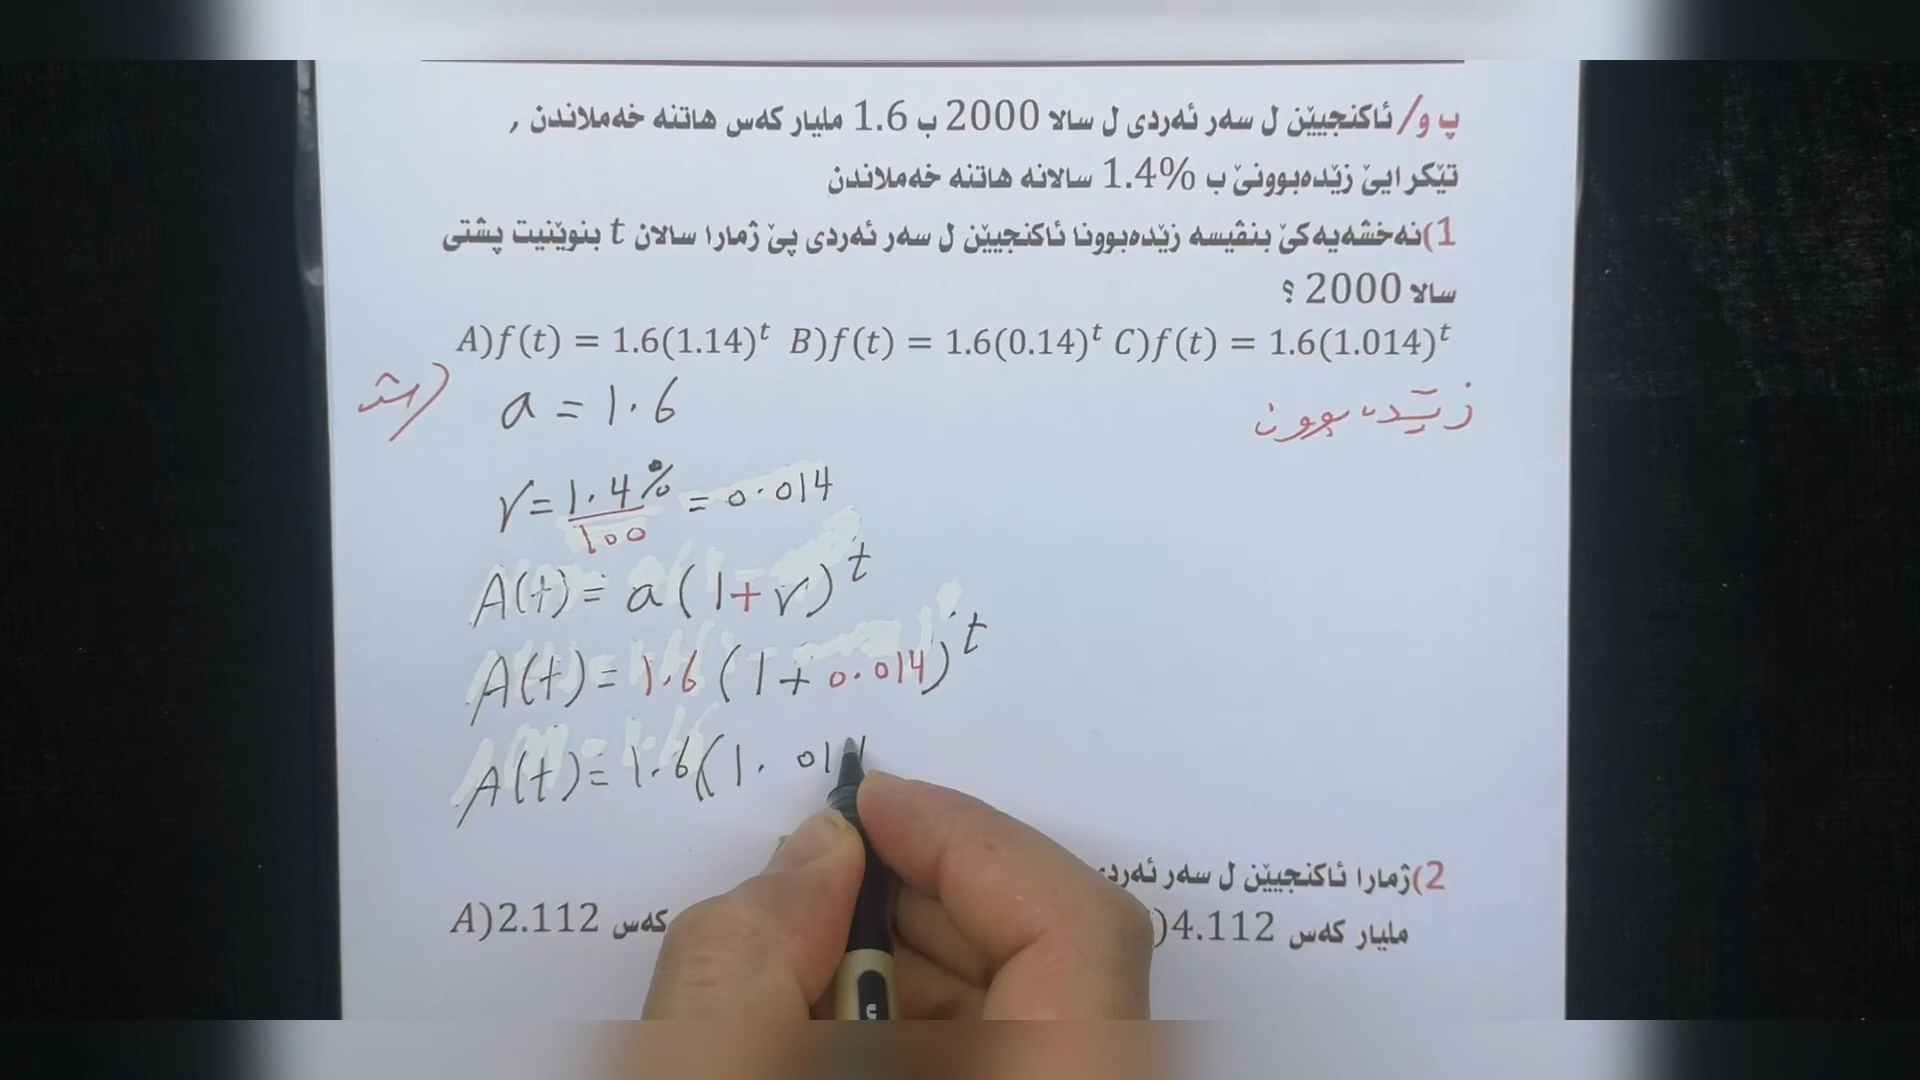 پ و/ ئاکنجیێن ل سەر ئەردی ل سالا 2000 ب 1.6 ملیار کەس هاتنە خەملاندن ,
تێکرایێ زێدەبوونێ ب %1.4 سالانە هاتنە خەملاندن
1)نەخشەیەکێ بنڤیسە زێدەبوونا ئاکنجیێن ل سەر ئەردی پێ ژمارا سالان t بنوێنیت پشتی
سالا 2000 ؟
A)f(t) = 1.6(1.14)^t B)f(t) = 1.6(0.14)^t C)f(t) = 1.6(1.014)^t
زێدەبوون
a = 1.6
r = 1.4%/100 = 0.014
A(t) = a(1+r)^t
A(t) = 1.6(1+0.014)^t
A(t) = 1.6(1.01
2)ژمارا ئاکنجیێن ل سەر ئەردی
A)2.112 کەس )4.112 ملیار کەس